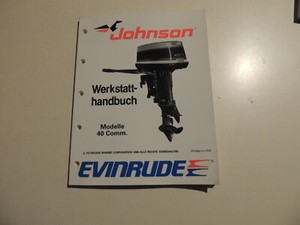 Johnson
Werkstatt-
handbuch
Modelle
40 Comm.
EVINRUDE